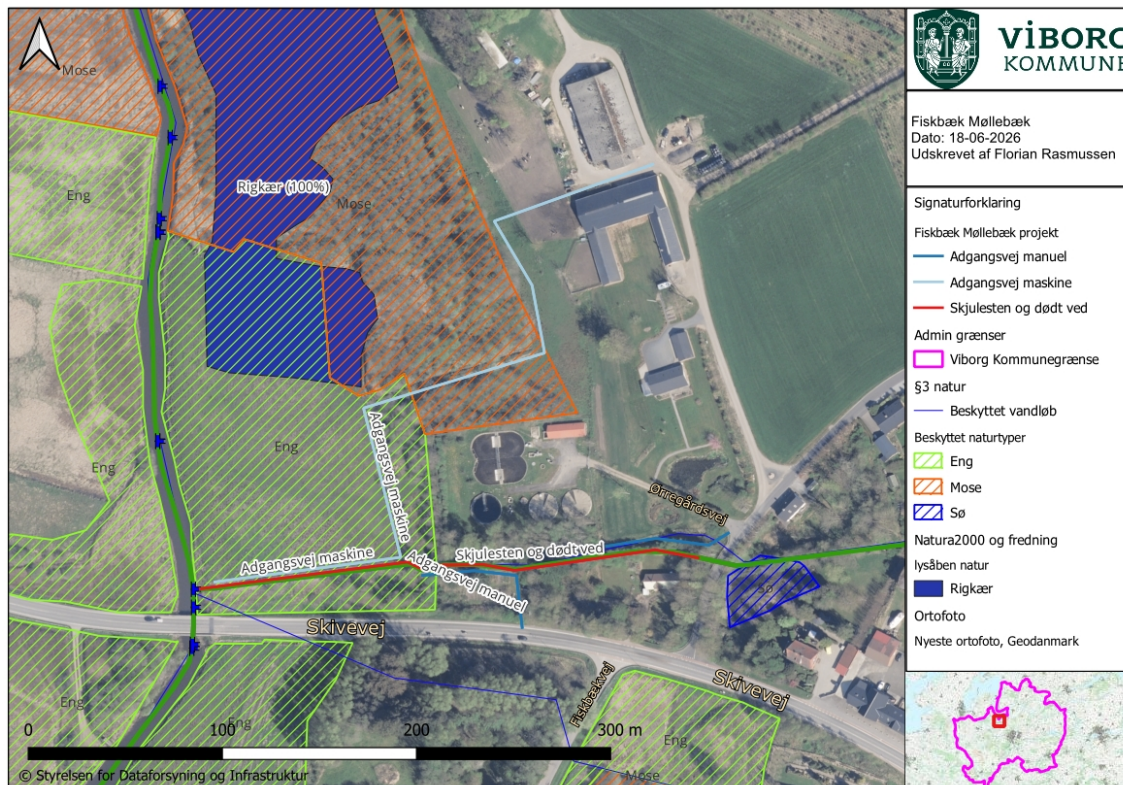 VIBORG
KOMMUNE
Fiskbæk Møllebæk
Dato: 18-06-2026
Udskrevet af Florian Rasmussen
Signaturforklaring
Fiskbæk Møllebæk projekt
Adgangsvej manuel
Adgangsvej maskine
Skjulesten og dødt ved
Admin grænser
Viborg Kommunegrænse
§3 natur
Beskyttet vandløb
Beskyttet naturtyper
Eng
Mose
Sø
Natura2000 og fredning
lysåben natur
Rigkær
Ortofoto
Nyeste ortofoto, Geodanmark
Mose
Eng
Rigkær (100%)
Mose
Eng
Eng
Adgangsvej maskine
Ørregårdsvej
Adgangsvej maskine
Skjulesten og dødt ved
Adgangsvej manuel
Sø
Skivevej
Skivevej
Fiskbækvej
Eng
Eng
Eng
Mose
0 100 200 300 m
© Styrelsen for Dataforsyning og Infrastruktur